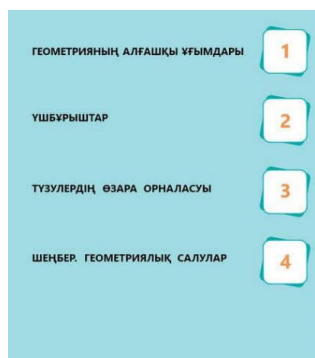 ГЕОМЕТРИЯНЫҢ АЛҒАШҚЫ ҰҒЫМДАРЫ 1
ҮШБҰРЫШТАР 2
ТҮЗУЛЕРДІҢ ӨЗАРА ОРНАЛАСУЫ 3
ШЕҢБЕР. ГЕОМЕТРИЯЛЫҚ САЛУЛАР 4